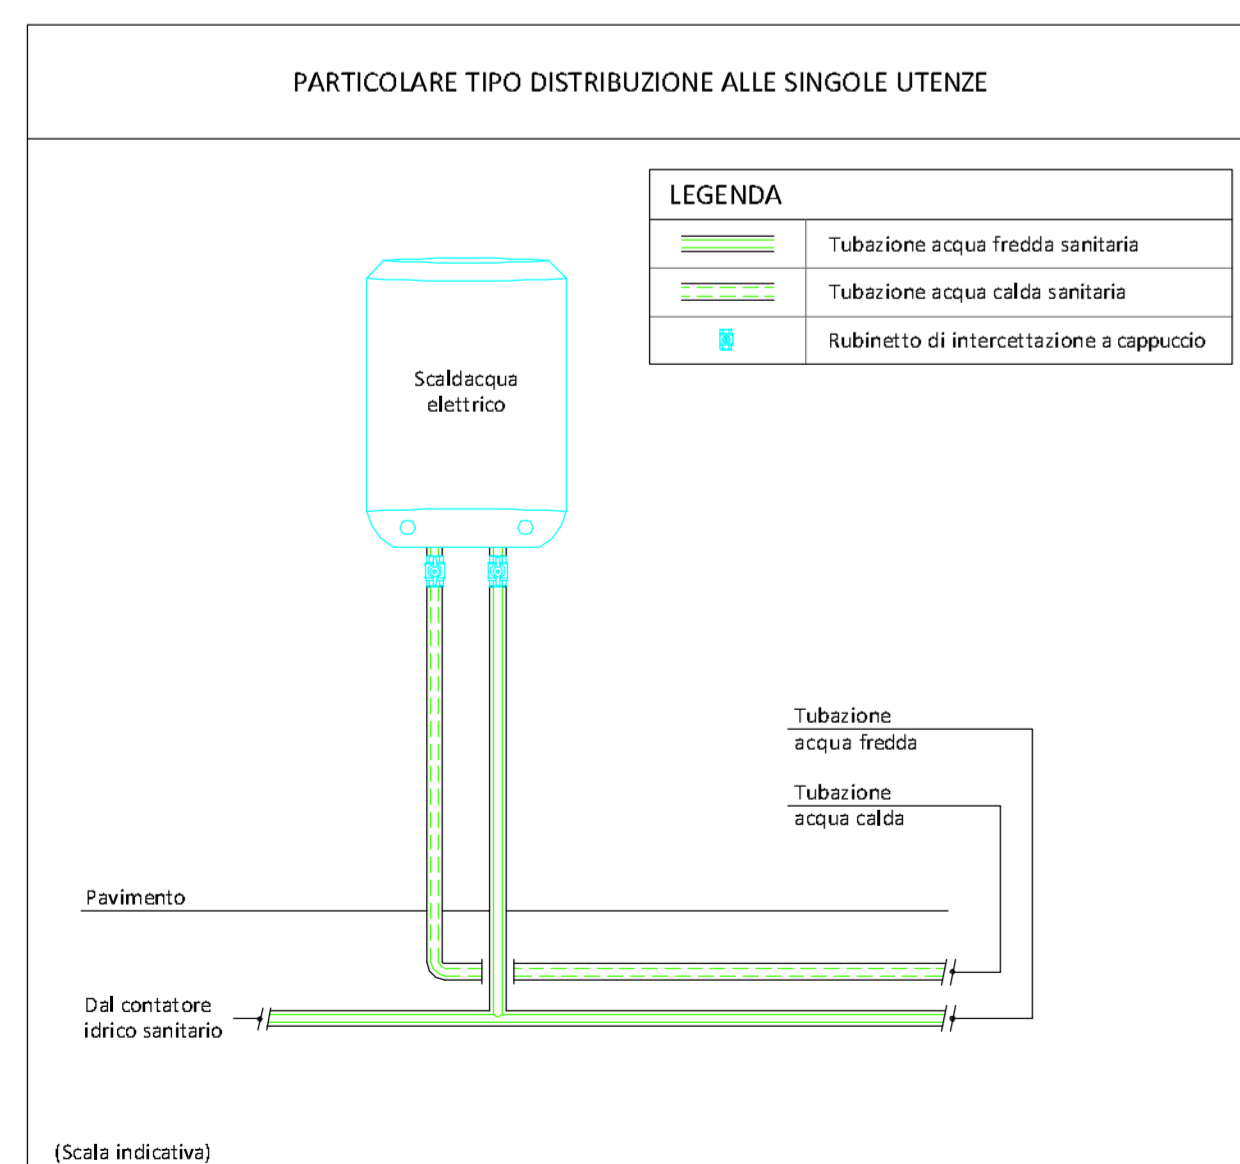 PARTICOLARE TIPO DISTRIBUZIONE ALLE SINGOLE UTENZE
LEGENDA
Tubazione acqua fredda sanitaria
Tubazione acqua calda sanitaria
Rubinetto di intercettazione a cappuccio
Scaldacqua
elettrico
Tubazione
acqua fredda
Tubazione
acqua calda
Pavimento
Dal contatore
idrico sanitario
(Scala indicativa)